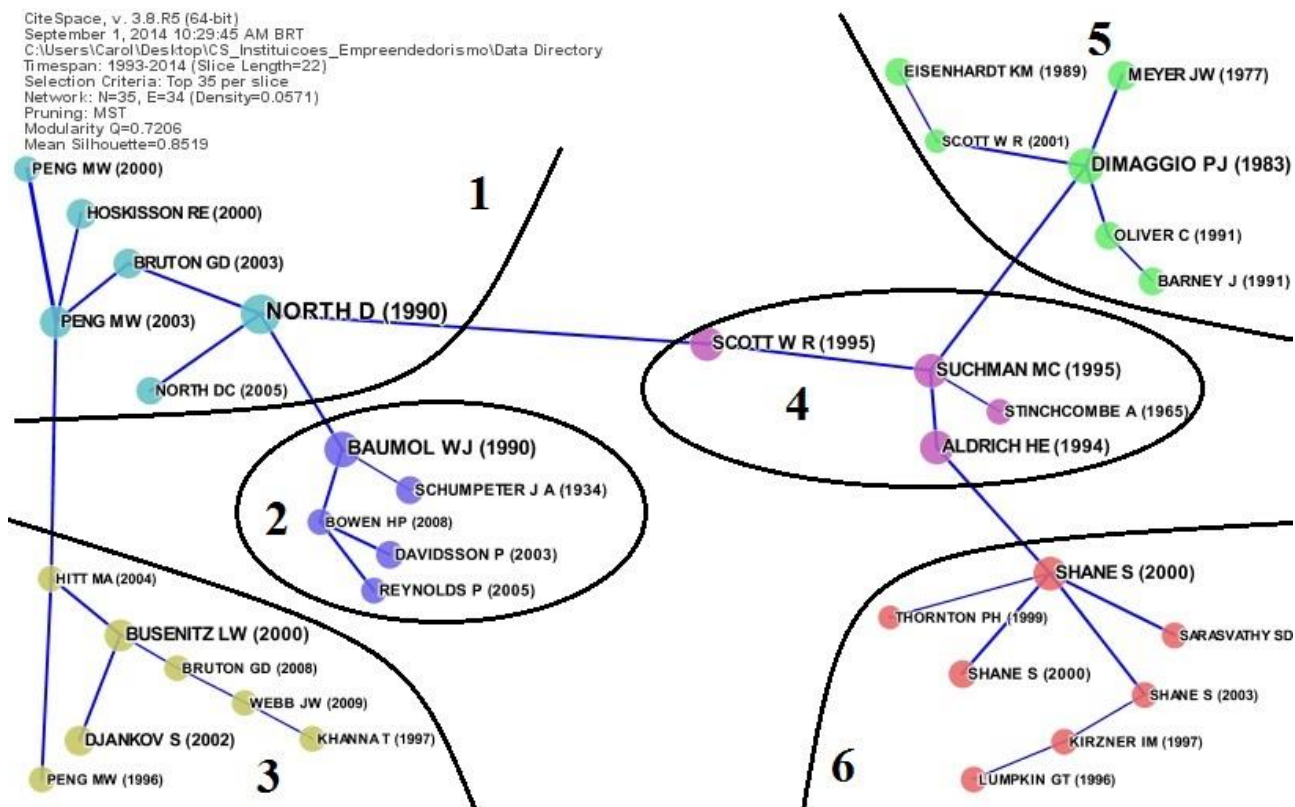 CiteSpace, v. 3.8.R5 (64-bit)
September 1, 2014 10:29:45 AM BRT
C:\Users\Carol\Desktop\CS_Instituicoes_Empreendedorismo\Data Directory
Timespan: 1993-2014 (Slice Length=22)
Selection Criteria: Top 35 per slice
Network: N=35, E=34 (Density=0.0571)
Pruning: MST
Modularity Q=0.7206
Mean Silhouette=0.8519
PENG MW (2000)
HOSKISSON RE (2000)
BRUTON GD (2003)
PENG MW (2003)
NORTH D (1990)
NORTH DC (2005)
1
BAUMOL WJ (1990)
SCHUMPETER J A (1934)
2
BOWEN HP (2008)
DAVIDSSON P (2003)
REYNOLDS P (2005)
HITT MA (2004)
BUSENITZ LW (2000)
BRUTON GD (2008)
WEBB JW (2009)
DJANKOV S (2002)
KHANNA T (1997)
PENG MW (1996)
3
SCOTT W R (1995)
SUCHMAN MC (1995)
4
STINCHCOMBE A (1965)
ALDRICH HE (1994)
5
EISENHARDT KM (1989)
MEYER JW (1977)
SCOTT W R (2001)
DIMAGGIO PJ (1983)
OLIVER C (1991)
BARNEY J (1991)
SHANE S (2000)
THORNTON PH (1999)
SARASVATHY SD
SHANE S (2000)
SHANE S (2003)
KIRZNER IM (1997)
LUMPKIN GT (1996)
6